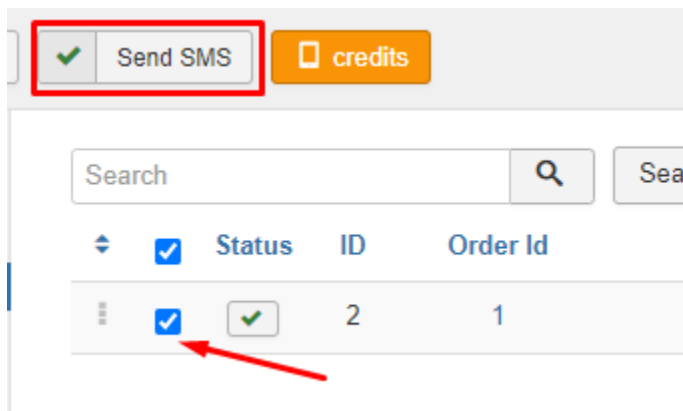 Send SMS credits
Search Sea
Status ID Order Id
2 1